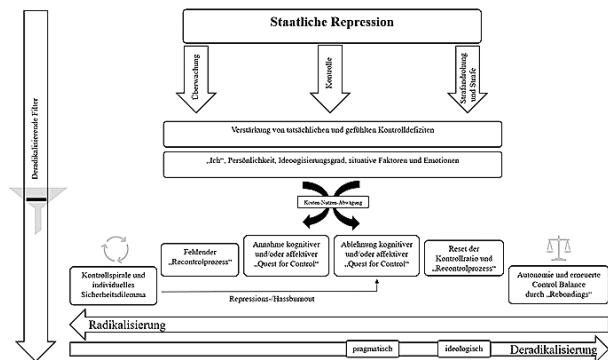 Staatliche Repression
Deradikalisierende Filter
Überwachung
Kontrolle
Strafandrohung
und Strafe
Verstärkung von tatsächlichen und gefühlten Kontrolldefiziten
„Ich“, Persönlichkeit, Ideoogisierungsgrad, situative Faktoren und Emotionen
Kosten-Nutzen-Abwägung
Fehlender
„Recontrolprozess“
Annahme kognitiver
und/oder affektiver
„Quest for Control“
Ablehnung kognitiver
und/oder affektiver
„Quest for Control“
Reset der
Kontrollratio und
„Recontrolprozess“
Kontrollspirale und
individuelles
Sicherheitsdilemma
Autonomie und erneuerte
Control Balance
durch „Rebondings“
Repressions-/Hassburnout
Radikalisierung
pragmatisch
ideologisch
Deradikalisierung